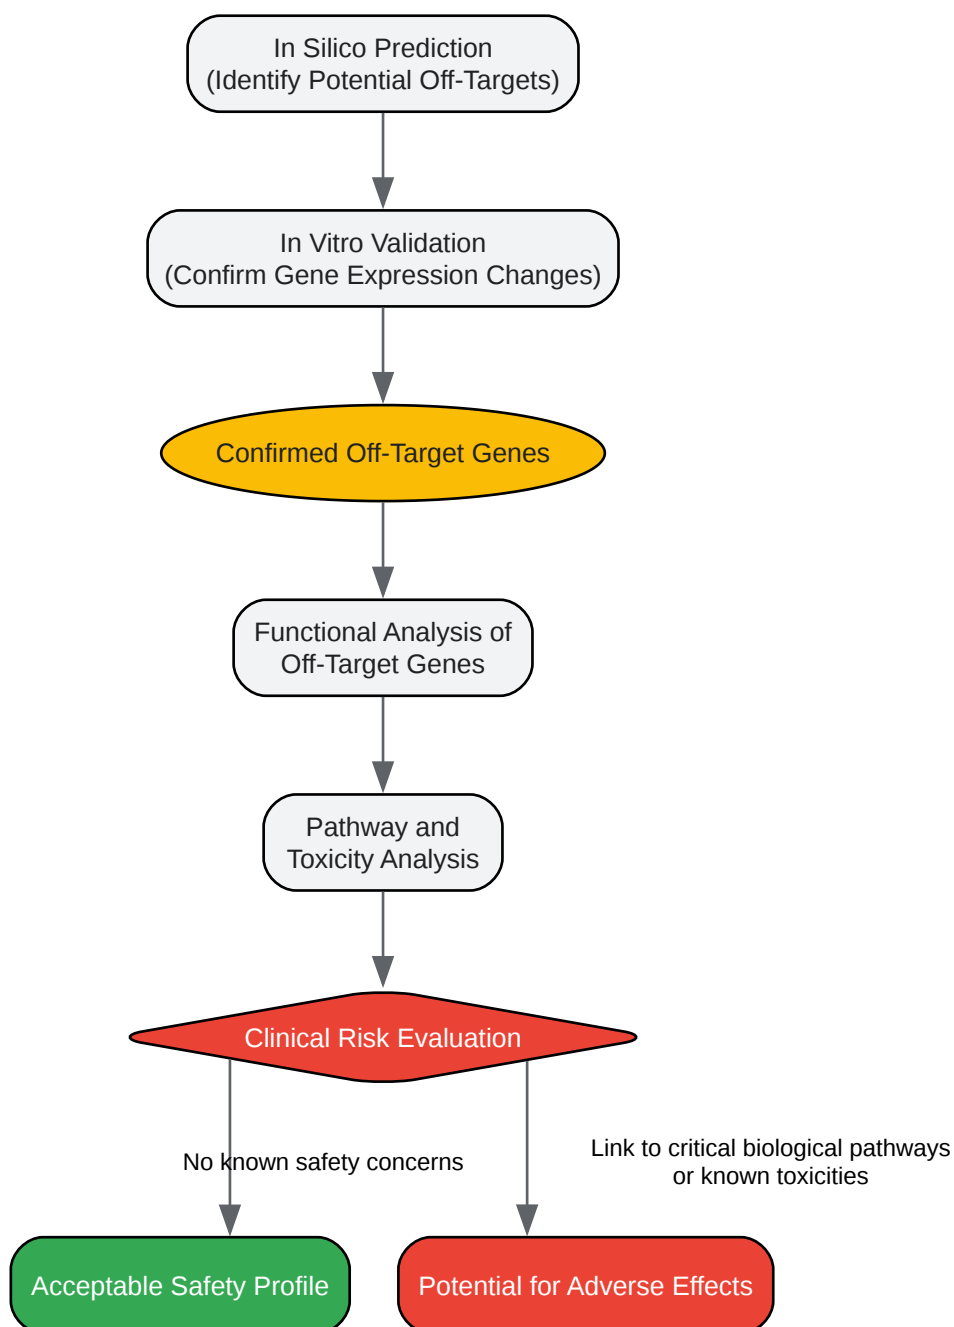 In Silico Prediction
(Identify Potential Off-Targets)
In Vitro Validation
(Confirm Gene Expression Changes)
Confirmed Off-Target Genes
Functional Analysis of
Off-Target Genes
Pathway and
Toxicity Analysis
Clinical Risk Evaluation
No known safety concerns
Link to critical biological pathways
or known toxicities
Acceptable Safety Profile
Potential for Adverse Effects